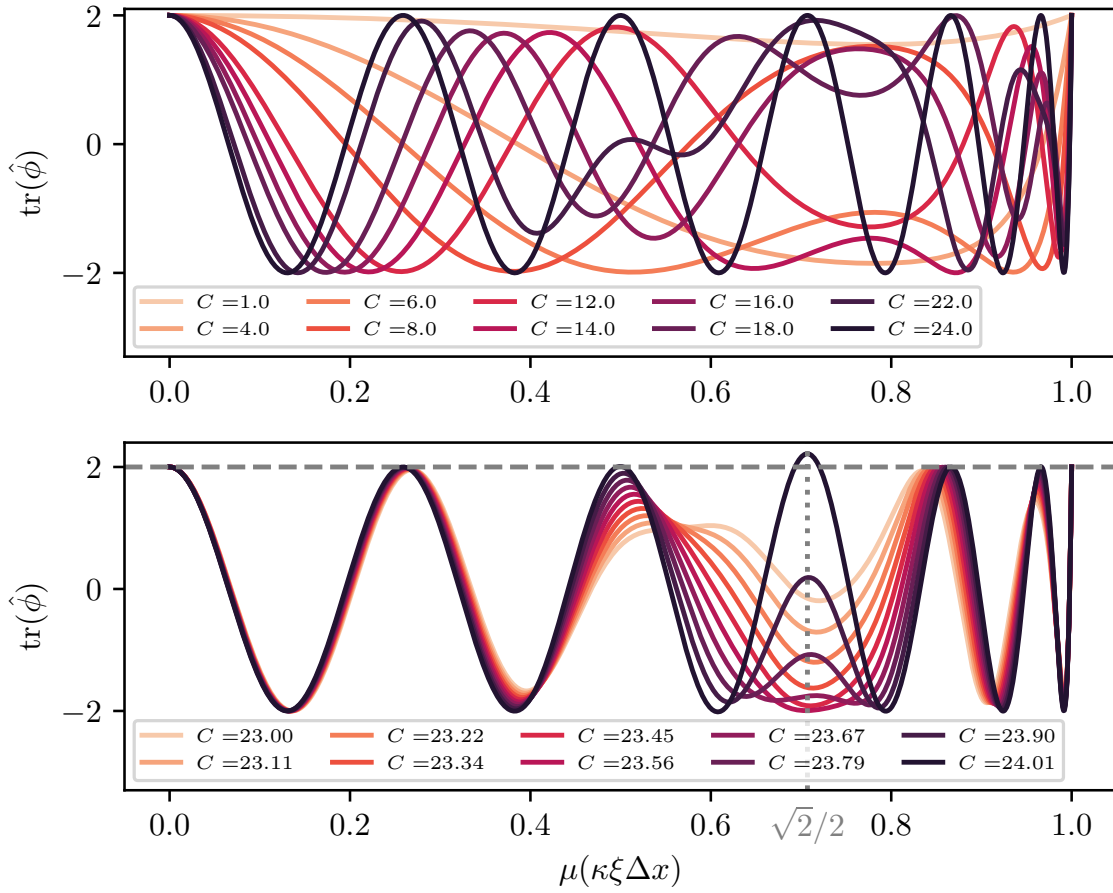 2
0
−2
tr(ϕ̂)
C =1.0 C =6.0 C =12.0 C =16.0 C =22.0
C =4.0 C =8.0 C =14.0 C =18.0 C =24.0
0.0 0.2 0.4 0.6 0.8 1.0
2
0
−2
tr(ϕ̂)
C =23.00 C =23.22 C =23.45 C =23.67 C =23.90
C =23.11 C =23.34 C =23.56 C =23.79 C =24.01
0.0 0.2 0.4 0.6 √2/2 0.8 1.0
μ(κξΔx)